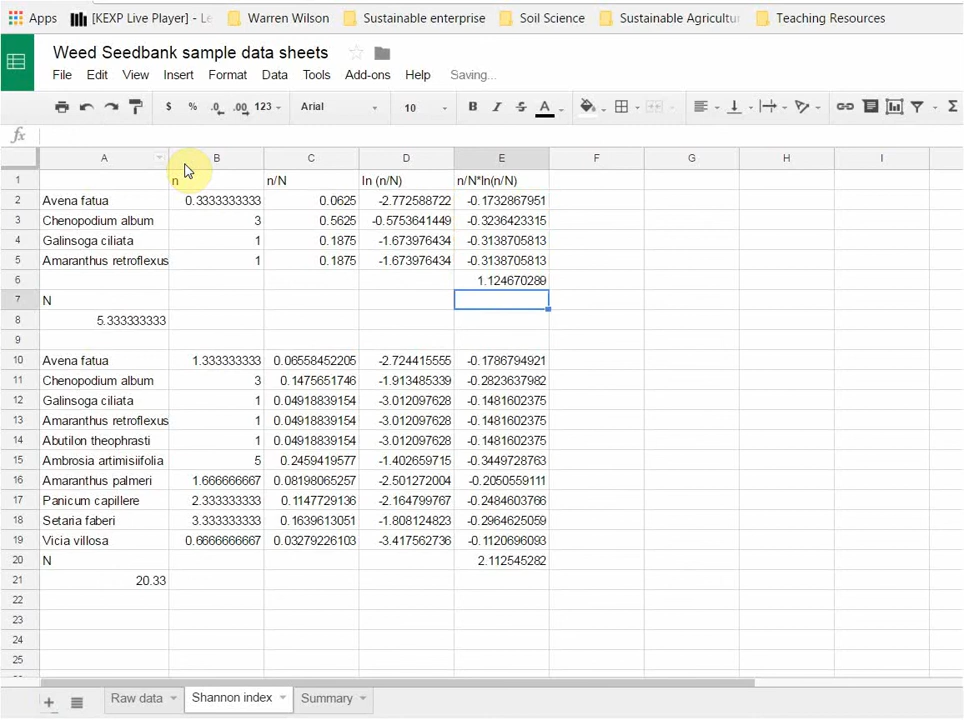 Apps [KEXP Live Player] - Le Warren Wilson Sustainable enterprise Soil Science Sustainable Agricultu Teaching Resources
Weed Seedbank sample data sheets
File Edit View Insert Format Data Tools Add-ons Help Saving...
$ % .0 .00 123 Arial 10 B I S A Σ
fx
A B C D E F G H I
1 n n/N ln (n/N) n/N*ln(n/N)
2 Avena fatua 0.3333333333 0.0625 -2.772588722 -0.1732867951
3 Chenopodium album 3 0.5625 -0.5753641449 -0.3236423315
4 Galinsoga ciliata 1 0.1875 -1.673976434 -0.3138705813
5 Amaranthus retroflexus 1 0.1875 -1.673976434 -0.3138705813
6 1.124670289
7 N
8 5.333333333
9
10 Avena fatua 1.333333333 0.06558452205 -2.724415555 -0.1786794921
11 Chenopodium album 3 0.1475651746 -1.913485339 -0.2823637982
12 Galinsoga ciliata 1 0.04918839154 -3.012097628 -0.1481602375
13 Amaranthus retroflexus 1 0.04918839154 -3.012097628 -0.1481602375
14 Abutilon theophrasti 1 0.04918839154 -3.012097628 -0.1481602375
15 Ambrosia artimisiifolia 5 0.2459419577 -1.402659715 -0.3449728763
16 Amaranthus palmeri 1.666666667 0.08198065257 -2.501272004 -0.2050559111
17 Panicum capillere 2.333333333 0.1147729136 -2.164799767 -0.2484603766
18 Setaria faberi 3.333333333 0.1639613051 -1.808124823 -0.2964625059
19 Vicia villosa 0.6666666667 0.03279226103 -3.417562736 -0.1120696093
20 N 2.112545282
21 20.33
22
23
24
25
Raw data Shannon index Summary